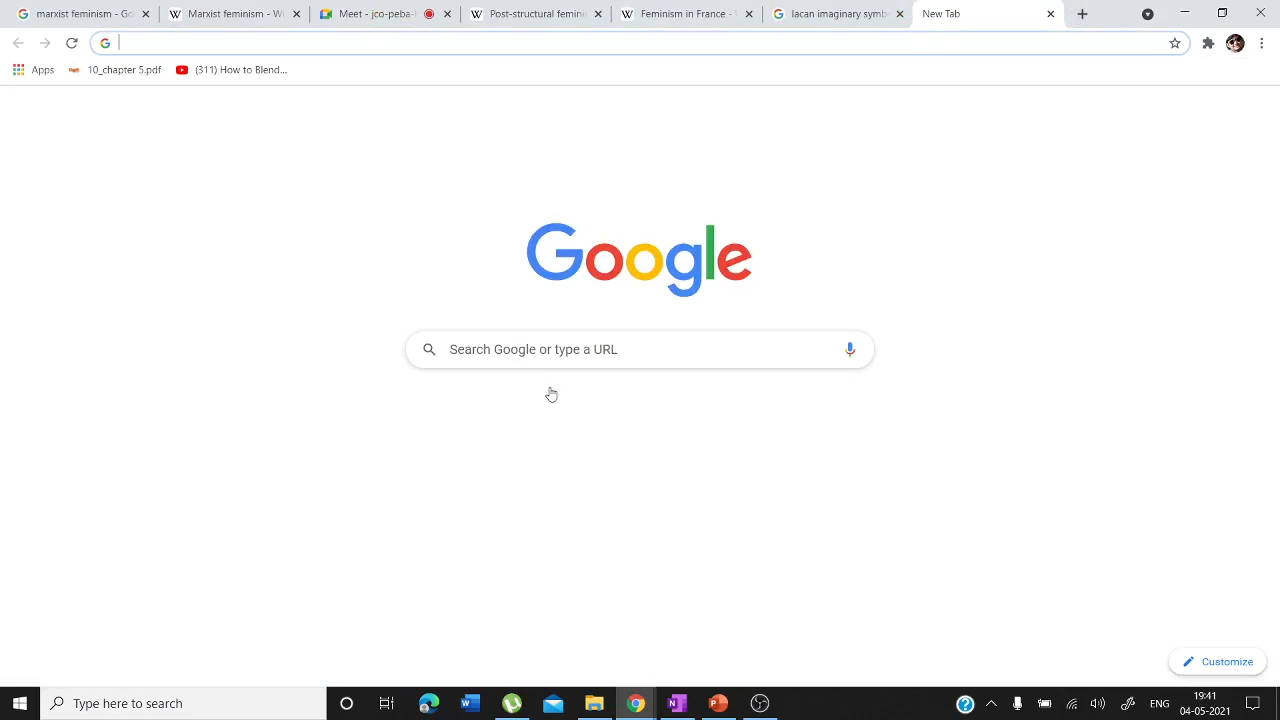 marxist feminism - Go
Marxist feminism - Wi
Meet - jco-peba-
Post-structural femini
Feminism in France -
lacan imaginary symb
New Tab
Apps
10_chapter 5.pdf
(311) How to Blend...
Google
Search Google or type a URL
Customize
Type here to search
ENG
19:41
04-05-2021